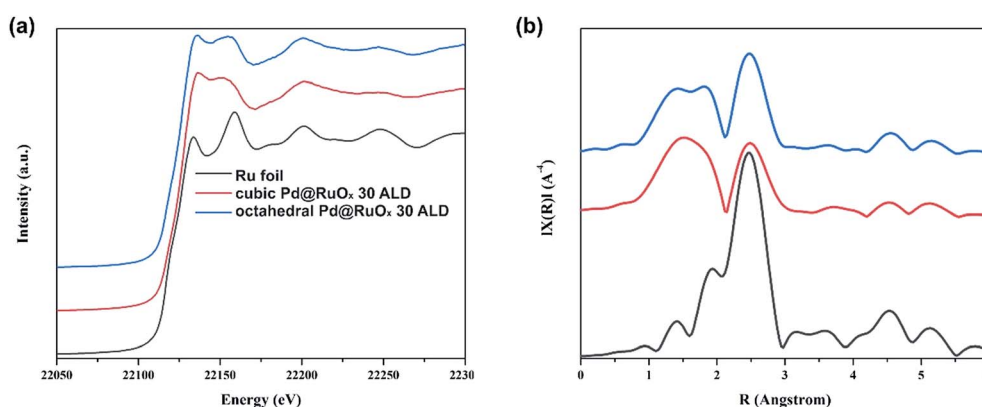 (a)
Intensity (a.u.)
Ru foil
cubic Pd@RuOₓ 30 ALD
octahedral Pd@RuOₓ 30 ALD
22050 22100 22150 22200 2230
Energy (eV)
(b)
|X(R)| (A⁻⁴)
0 1 2 3 4 5
R (Angstrom)